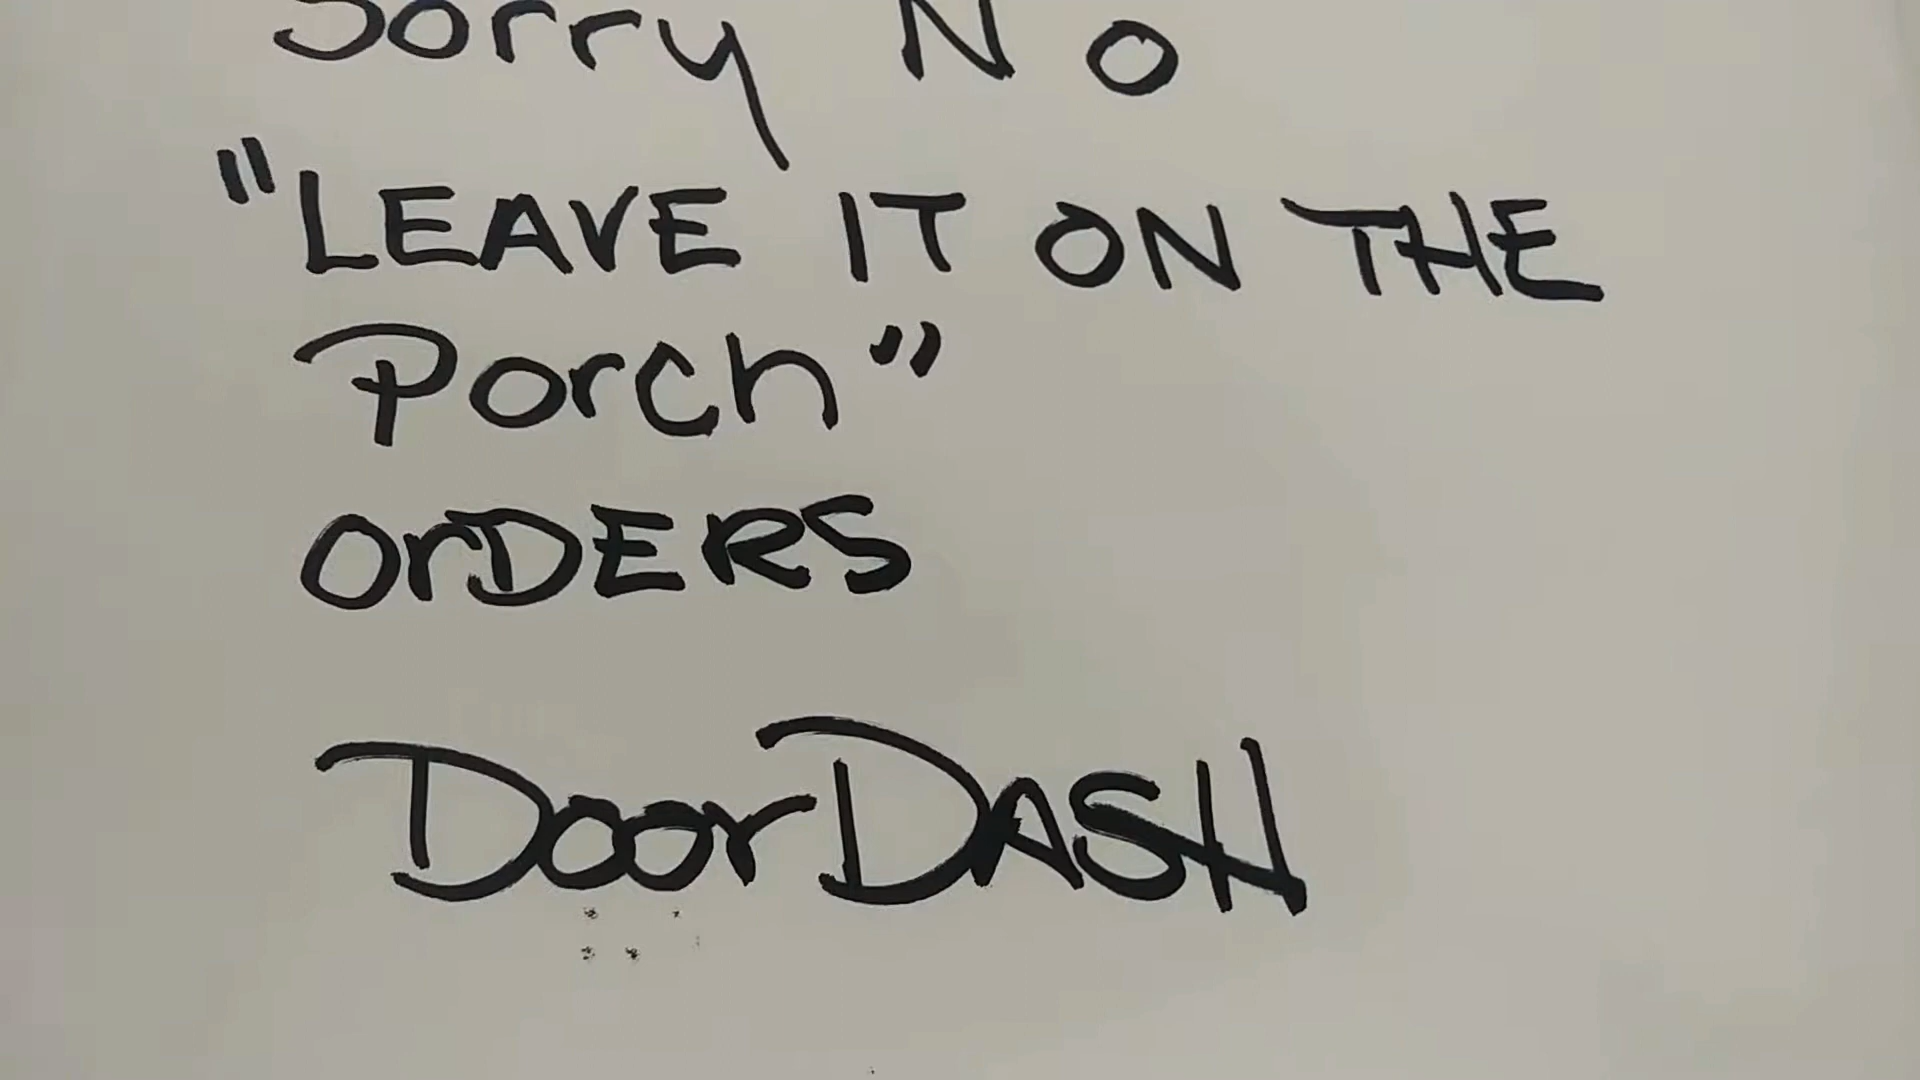 Sorry No
"LEAVE IT ON THE
Porch"
OrDERS
DoorDASH